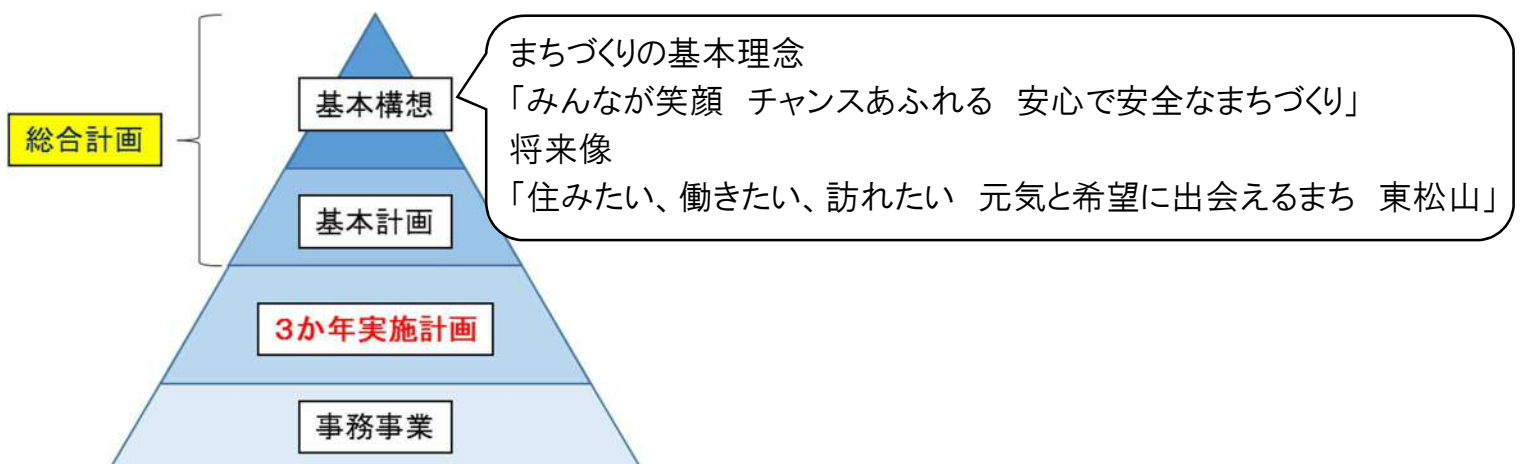 まちづくりの基本理念
「みんなが笑顔　チャンスあふれる　安心で安全なまちづくり」
将来像
「住みたい、働きたい、訪れたい　元気と希望に出会えるまち　東松山」
基本構想
総合計画
基本計画
３か年実施計画
事務事業